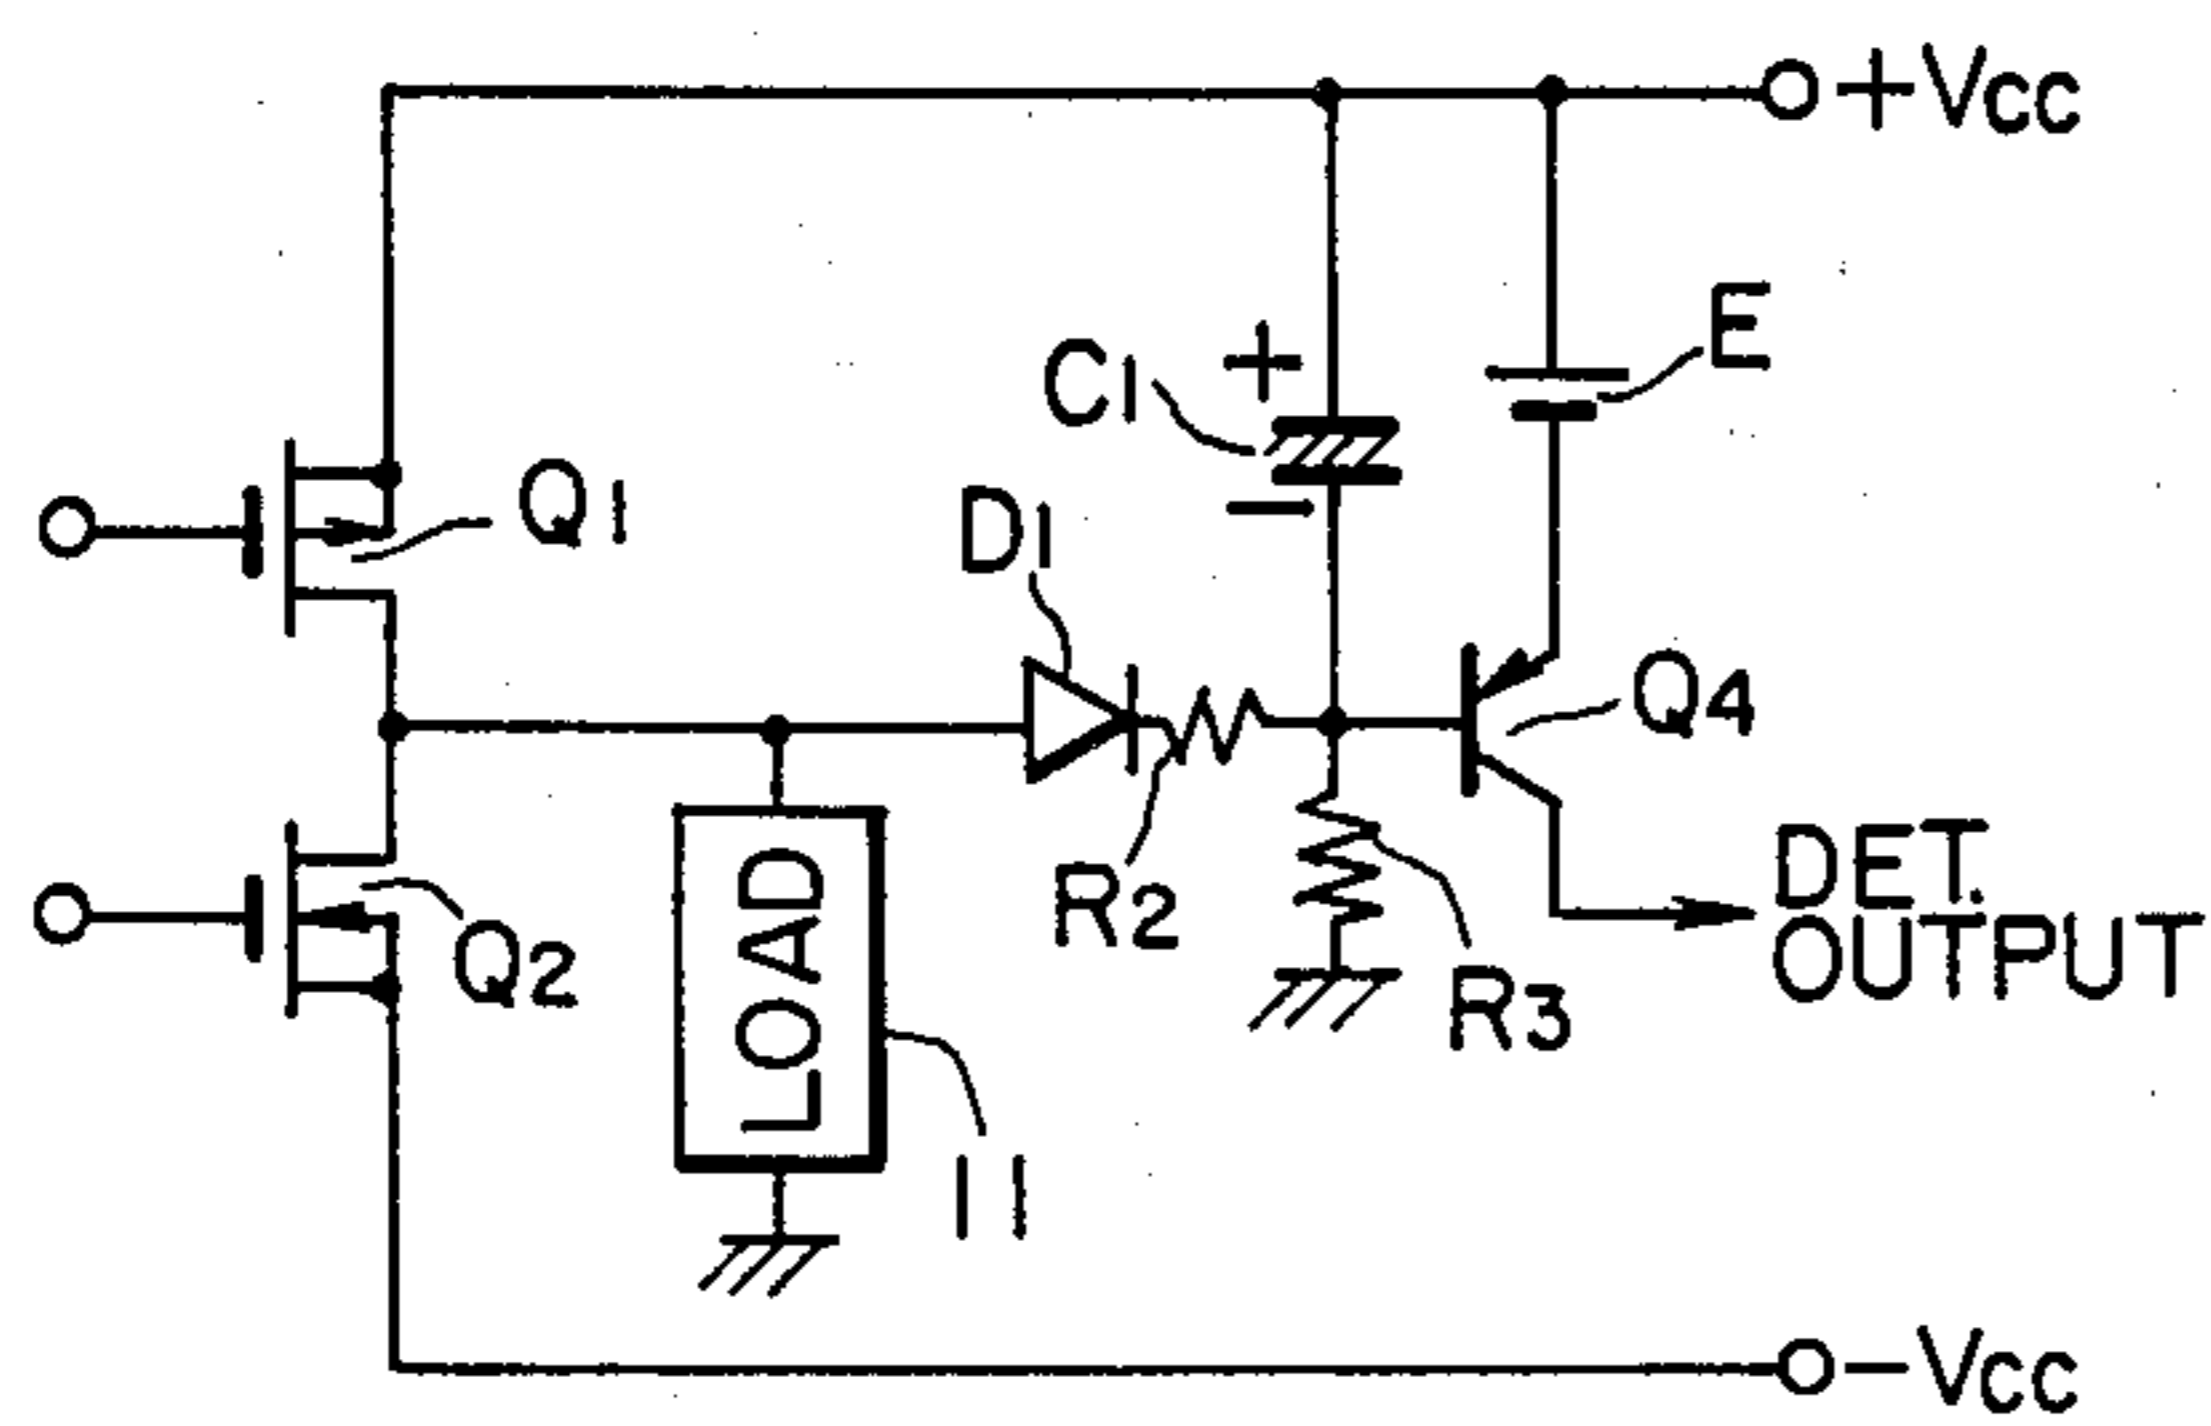 +Vcc
E
C1
+
−
Q1
D1
Q4
DET.
OUTPUT
R2
Q2
LOAD
R3
11
−Vcc